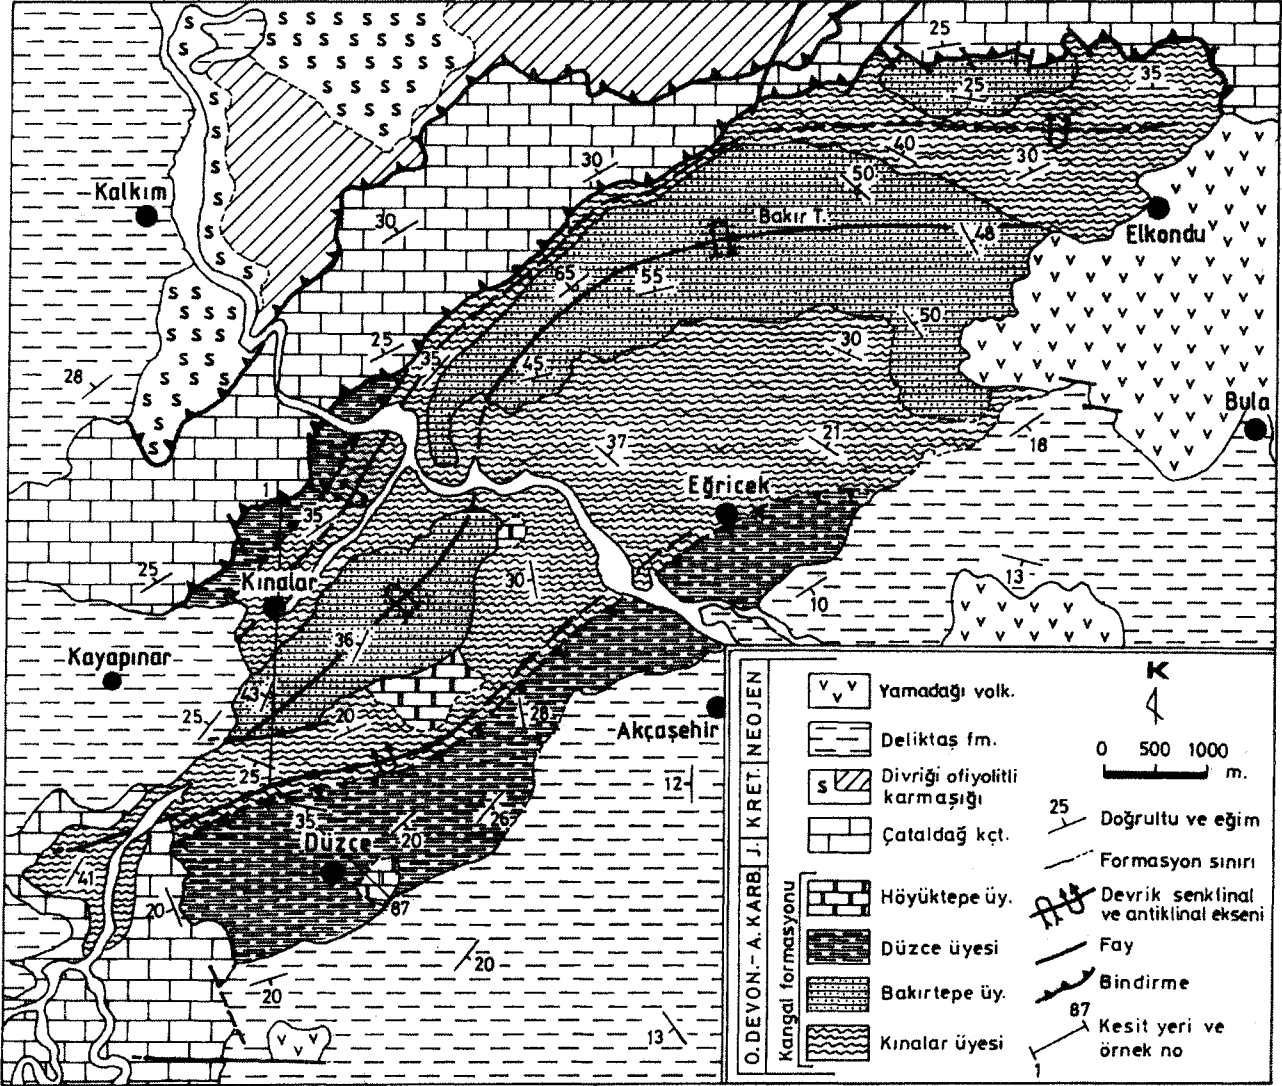 25
35
25
40
30
Kalkım
30
50
Bakır T.
30
48
Elkondu
65
55
50
25
35
45
30
28
Bula
37
21
18
Eğricek
1
35
25
Kınalar
30
13
10
36
Kayapınar
43
25
20
28
Akçaşehir
25
12
35
20
26
Düzce
41
20
87
20
20
13
O. DEVON.- A. KARB. J. KRET. NEOJEN
Kangal formasyonu
Yamadağı volk.
Deliktaş fm.
Divriği ofiyolitli
karmaşığı
Çataldağ kçt.
Höyüktepe üy.
Düzce üyesi
Bakırtepe üy.
Kınalar üyesi
K
0 500 1000
m.
25
Doğrultu ve eğim
Formasyon sınırı
Devrik senklinal
ve antiklinal ekseni
Fay
Bindirme
87
Kesit yeri ve
örnek no
1